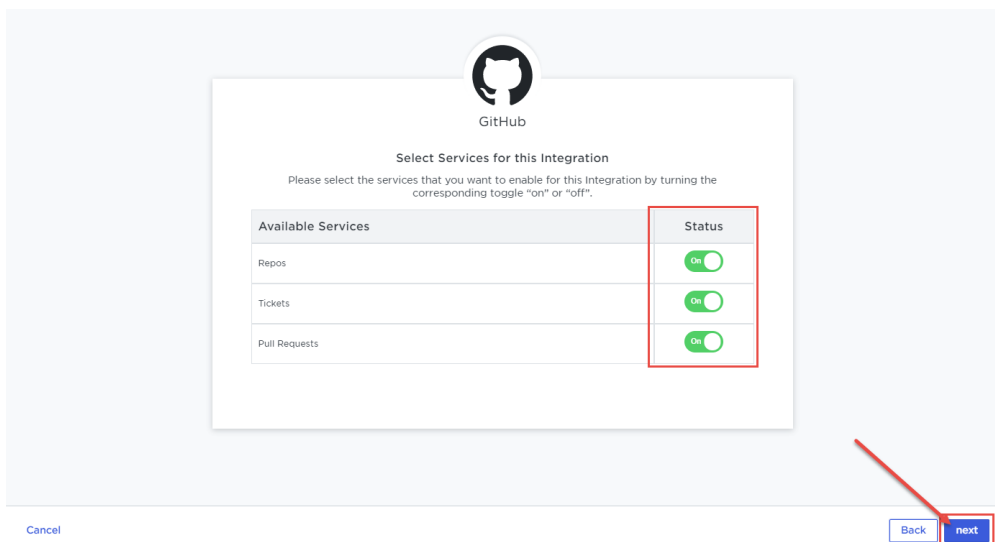 GitHub
Select Services for this Integration
Please select the services that you want to enable for this Integration by turning the
corresponding toggle “on” or “off”.
Available Services Status
Repos On
Tickets On
Pull Requests On
Cancel Back next